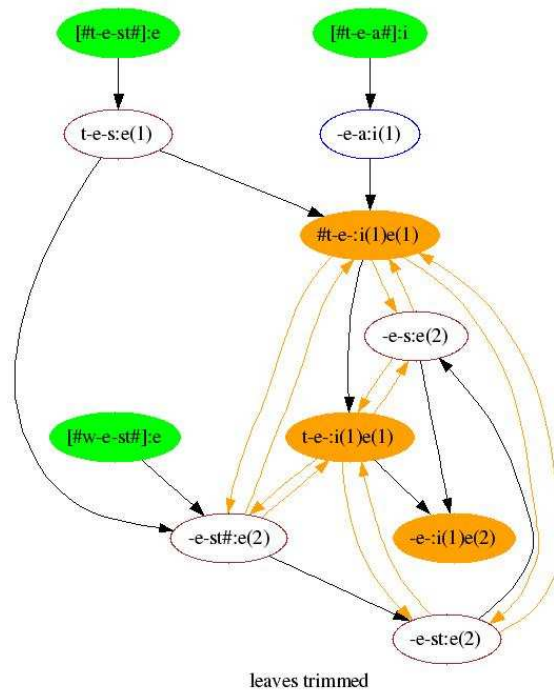 [#t-e-st#]:e
[#t-e-a#]:i
t-e-s:e(1)
-e-a:i(1)
#t-e-:i(1)e(1)
-e-s:e(2)
[#w-e-st#]:e
t-e-:i(1)e(1)
-e-st#:e(2)
-e-:i(1)e(2)
-e-st:e(2)
leaves trimmed